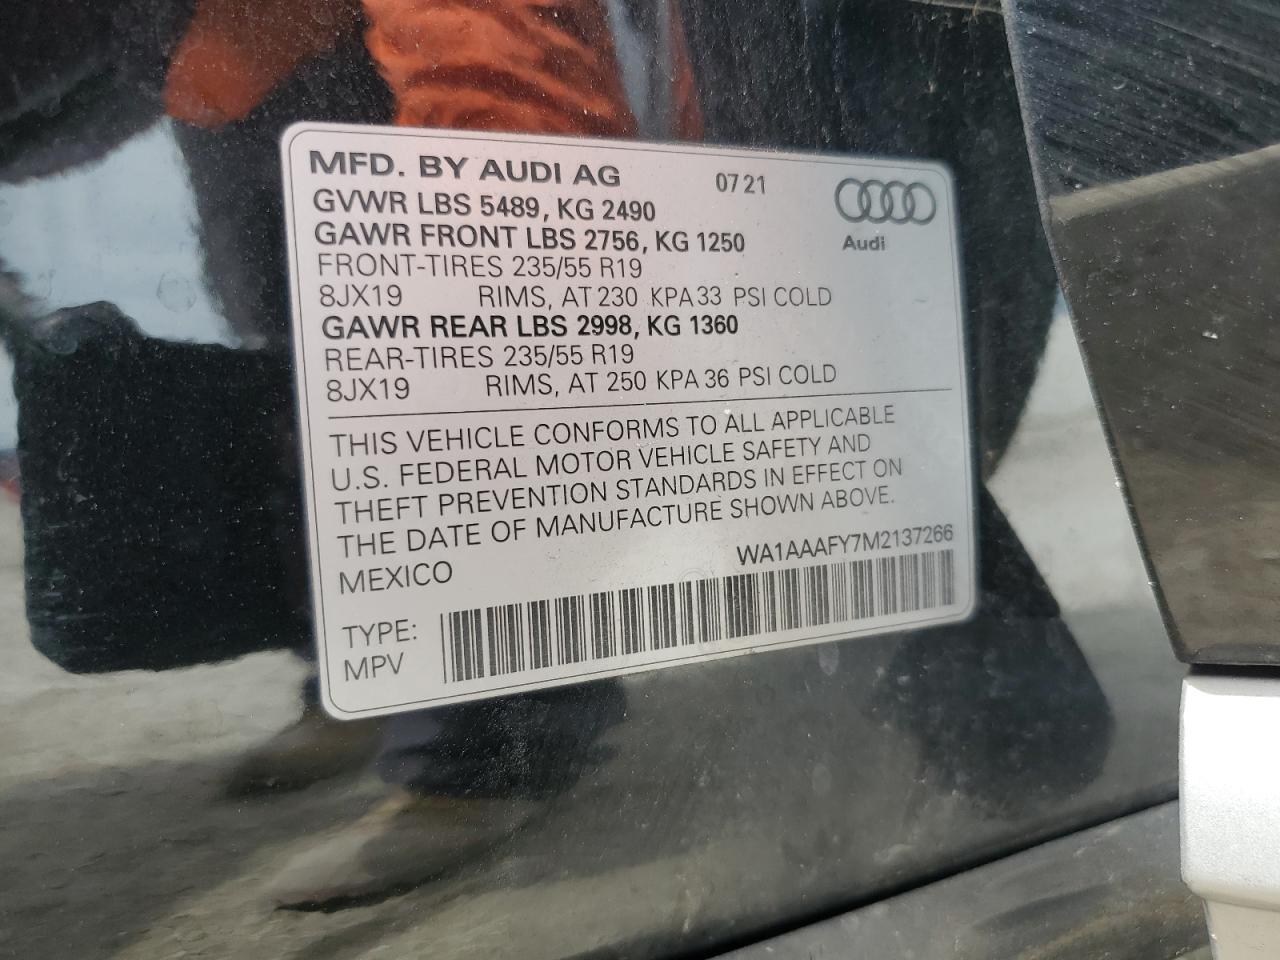 MFD. BY AUDI AG 07 21
GVWR LBS 5489, KG 2490
GAWR FRONT LBS 2756, KG 1250
Audi
FRONT-TIRES 235/55 R19
8JX19 RIMS, AT 230 KPA 33 PSI COLD
GAWR REAR LBS 2998, KG 1360
REAR-TIRES 235/55 R19
8JX19 RIMS, AT 250 KPA 36 PSI COLD
THIS VEHICLE CONFORMS TO ALL APPLICABLE
U.S. FEDERAL MOTOR VEHICLE SAFETY AND
THEFT PREVENTION STANDARDS IN EFFECT ON
THE DATE OF MANUFACTURE SHOWN ABOVE.
MEXICO WA1AAAFY7M2137266
TYPE:
MPV